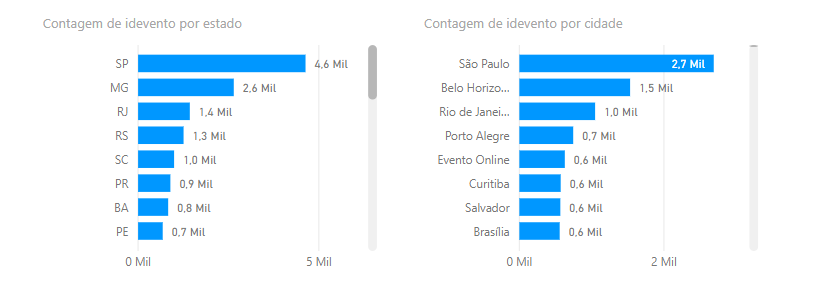 Contagem de idevento por estado
SP 4,6 Mil
MG 2,6 Mil
RJ 1,4 Mil
RS 1,3 Mil
SC 1,0 Mil
PR 0,9 Mil
BA 0,8 Mil
PE 0,7 Mil
0 Mil 5 Mil
Contagem de idevento por cidade
São Paulo 2,7 Mil
Belo Horizo... 1,5 Mil
Rio de Janei... 1,0 Mil
Porto Alegre 0,7 Mil
Evento Online 0,6 Mil
Curitiba 0,6 Mil
Salvador 0,6 Mil
Brasília 0,6 Mil
0 Mil 2 Mil